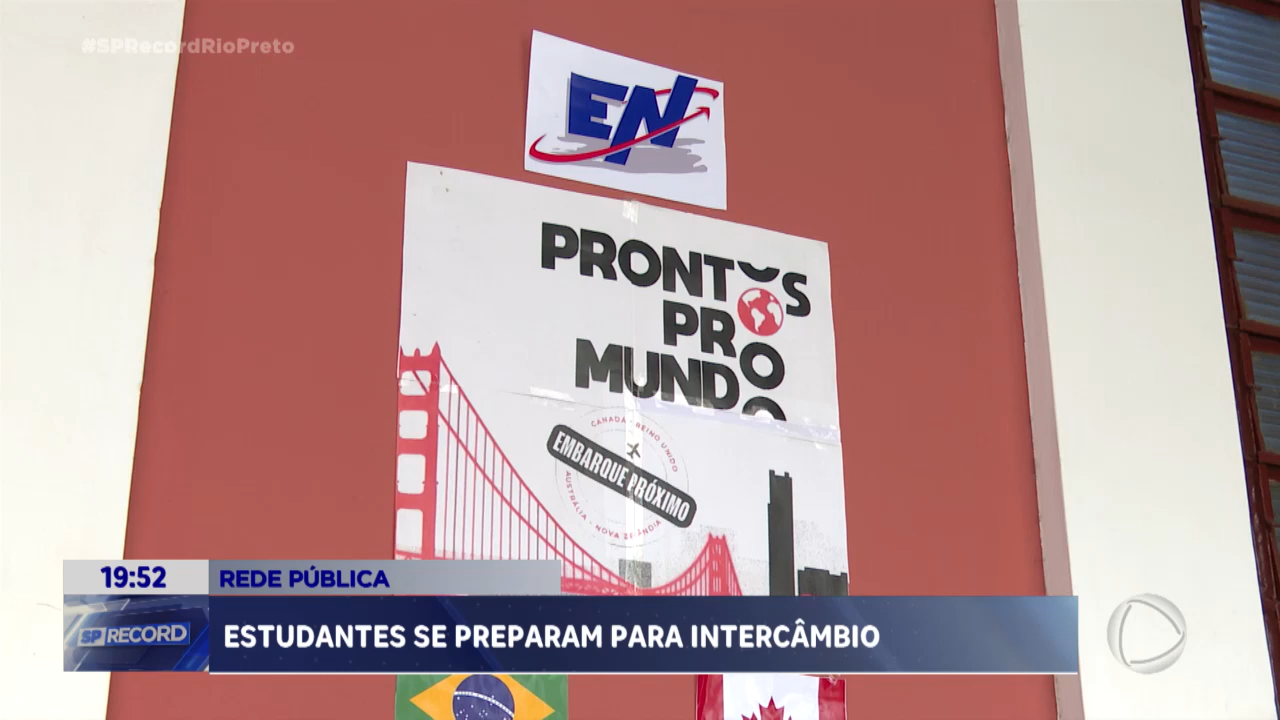 #SPRecordRioPreto
EN
PRONTOS
PRO
MUNDO
CANADÁ · REINO UNIDO
EMBARQUE PRÓXIMO
AUSTRÁLIA · NOVA ZELÂNDIA
19:52
REDE PÚBLICA
SP RECORD
ESTUDANTES SE PREPARAM PARA INTERCÂMBIO